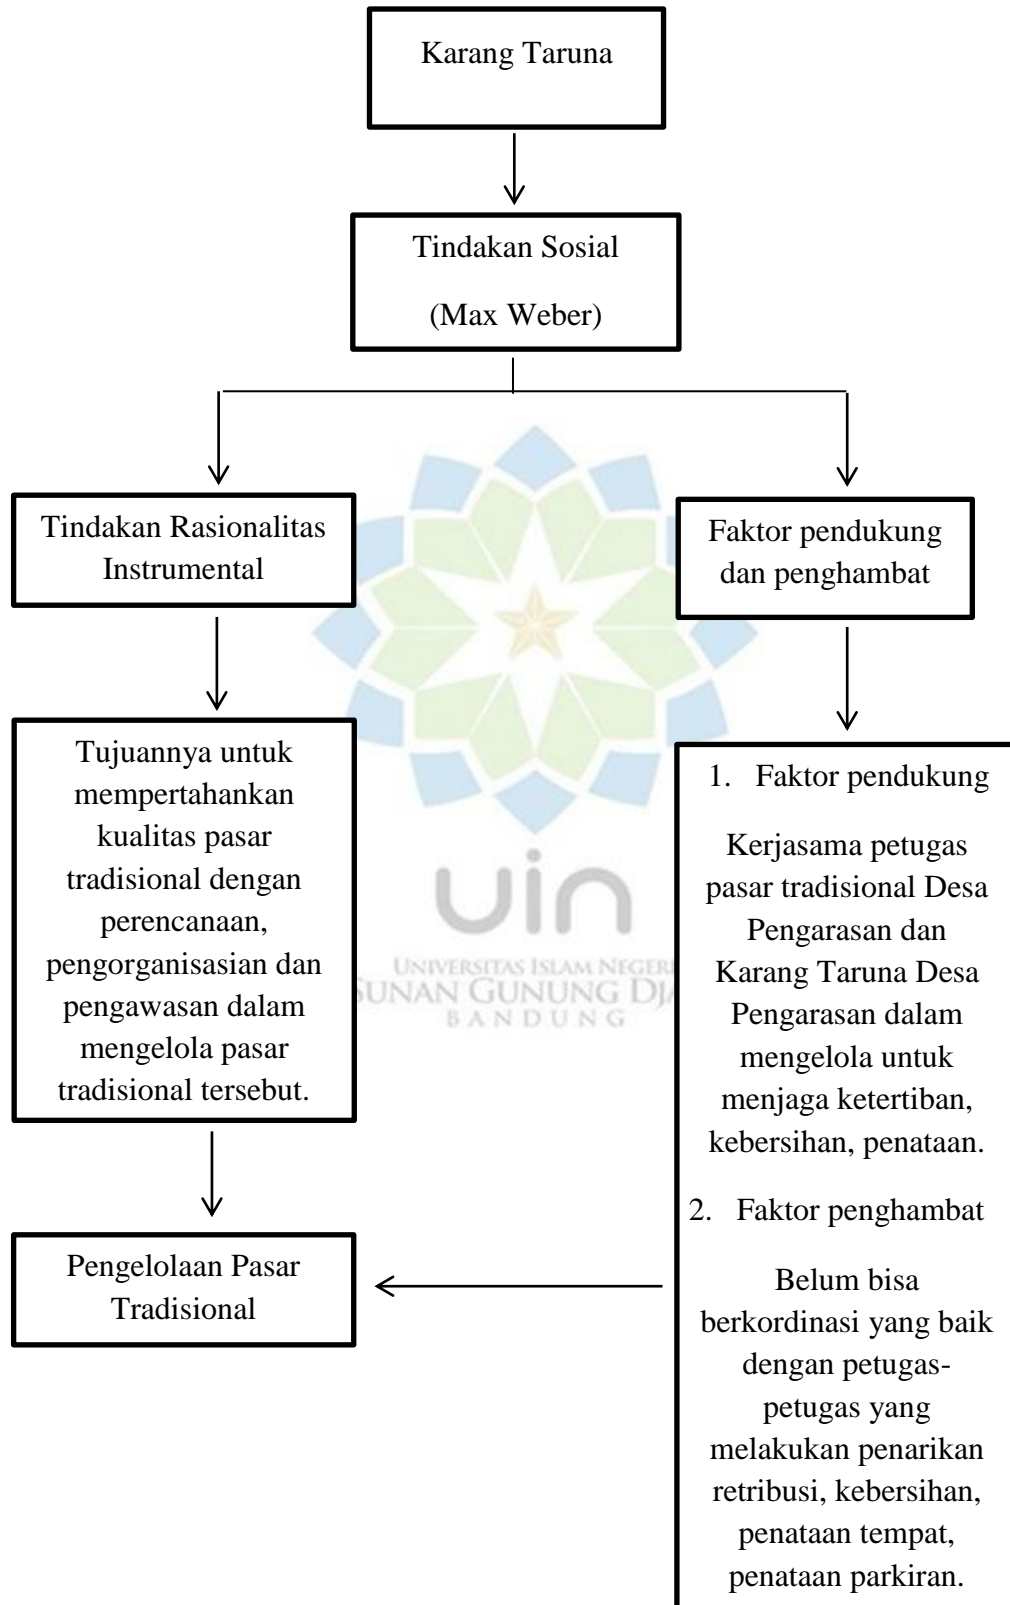 Karang Taruna
Tindakan Sosial
(Max Weber)
Tindakan Rasionalitas
Instrumental
Faktor pendukung
dan penghambat
Tujuannya untuk
mempertahankan
kualitas pasar
tradisional dengan
perencanaan,
pengorganisasian dan
pengawasan dalam
mengelola pasar
tradisional tersebut.
1. Faktor pendukung
Kerjasama petugas
pasar tradisional Desa
Pengarasan dan
Karang Taruna Desa
Pengarasan dalam
mengelola untuk
menjaga ketertiban,
kebersihan, penataan.
2. Faktor penghambat
Belum bisa
berkordinasi yang baik
dengan petugas-
petugas yang
melakukan penarikan
retribusi, kebersihan,
penataan tempat,
penataan parkiran.
Pengelolaan Pasar
Tradisional
uin
UNIVERSITAS ISLAM NEGERI
SUNAN GUNUNG
BANDUNG